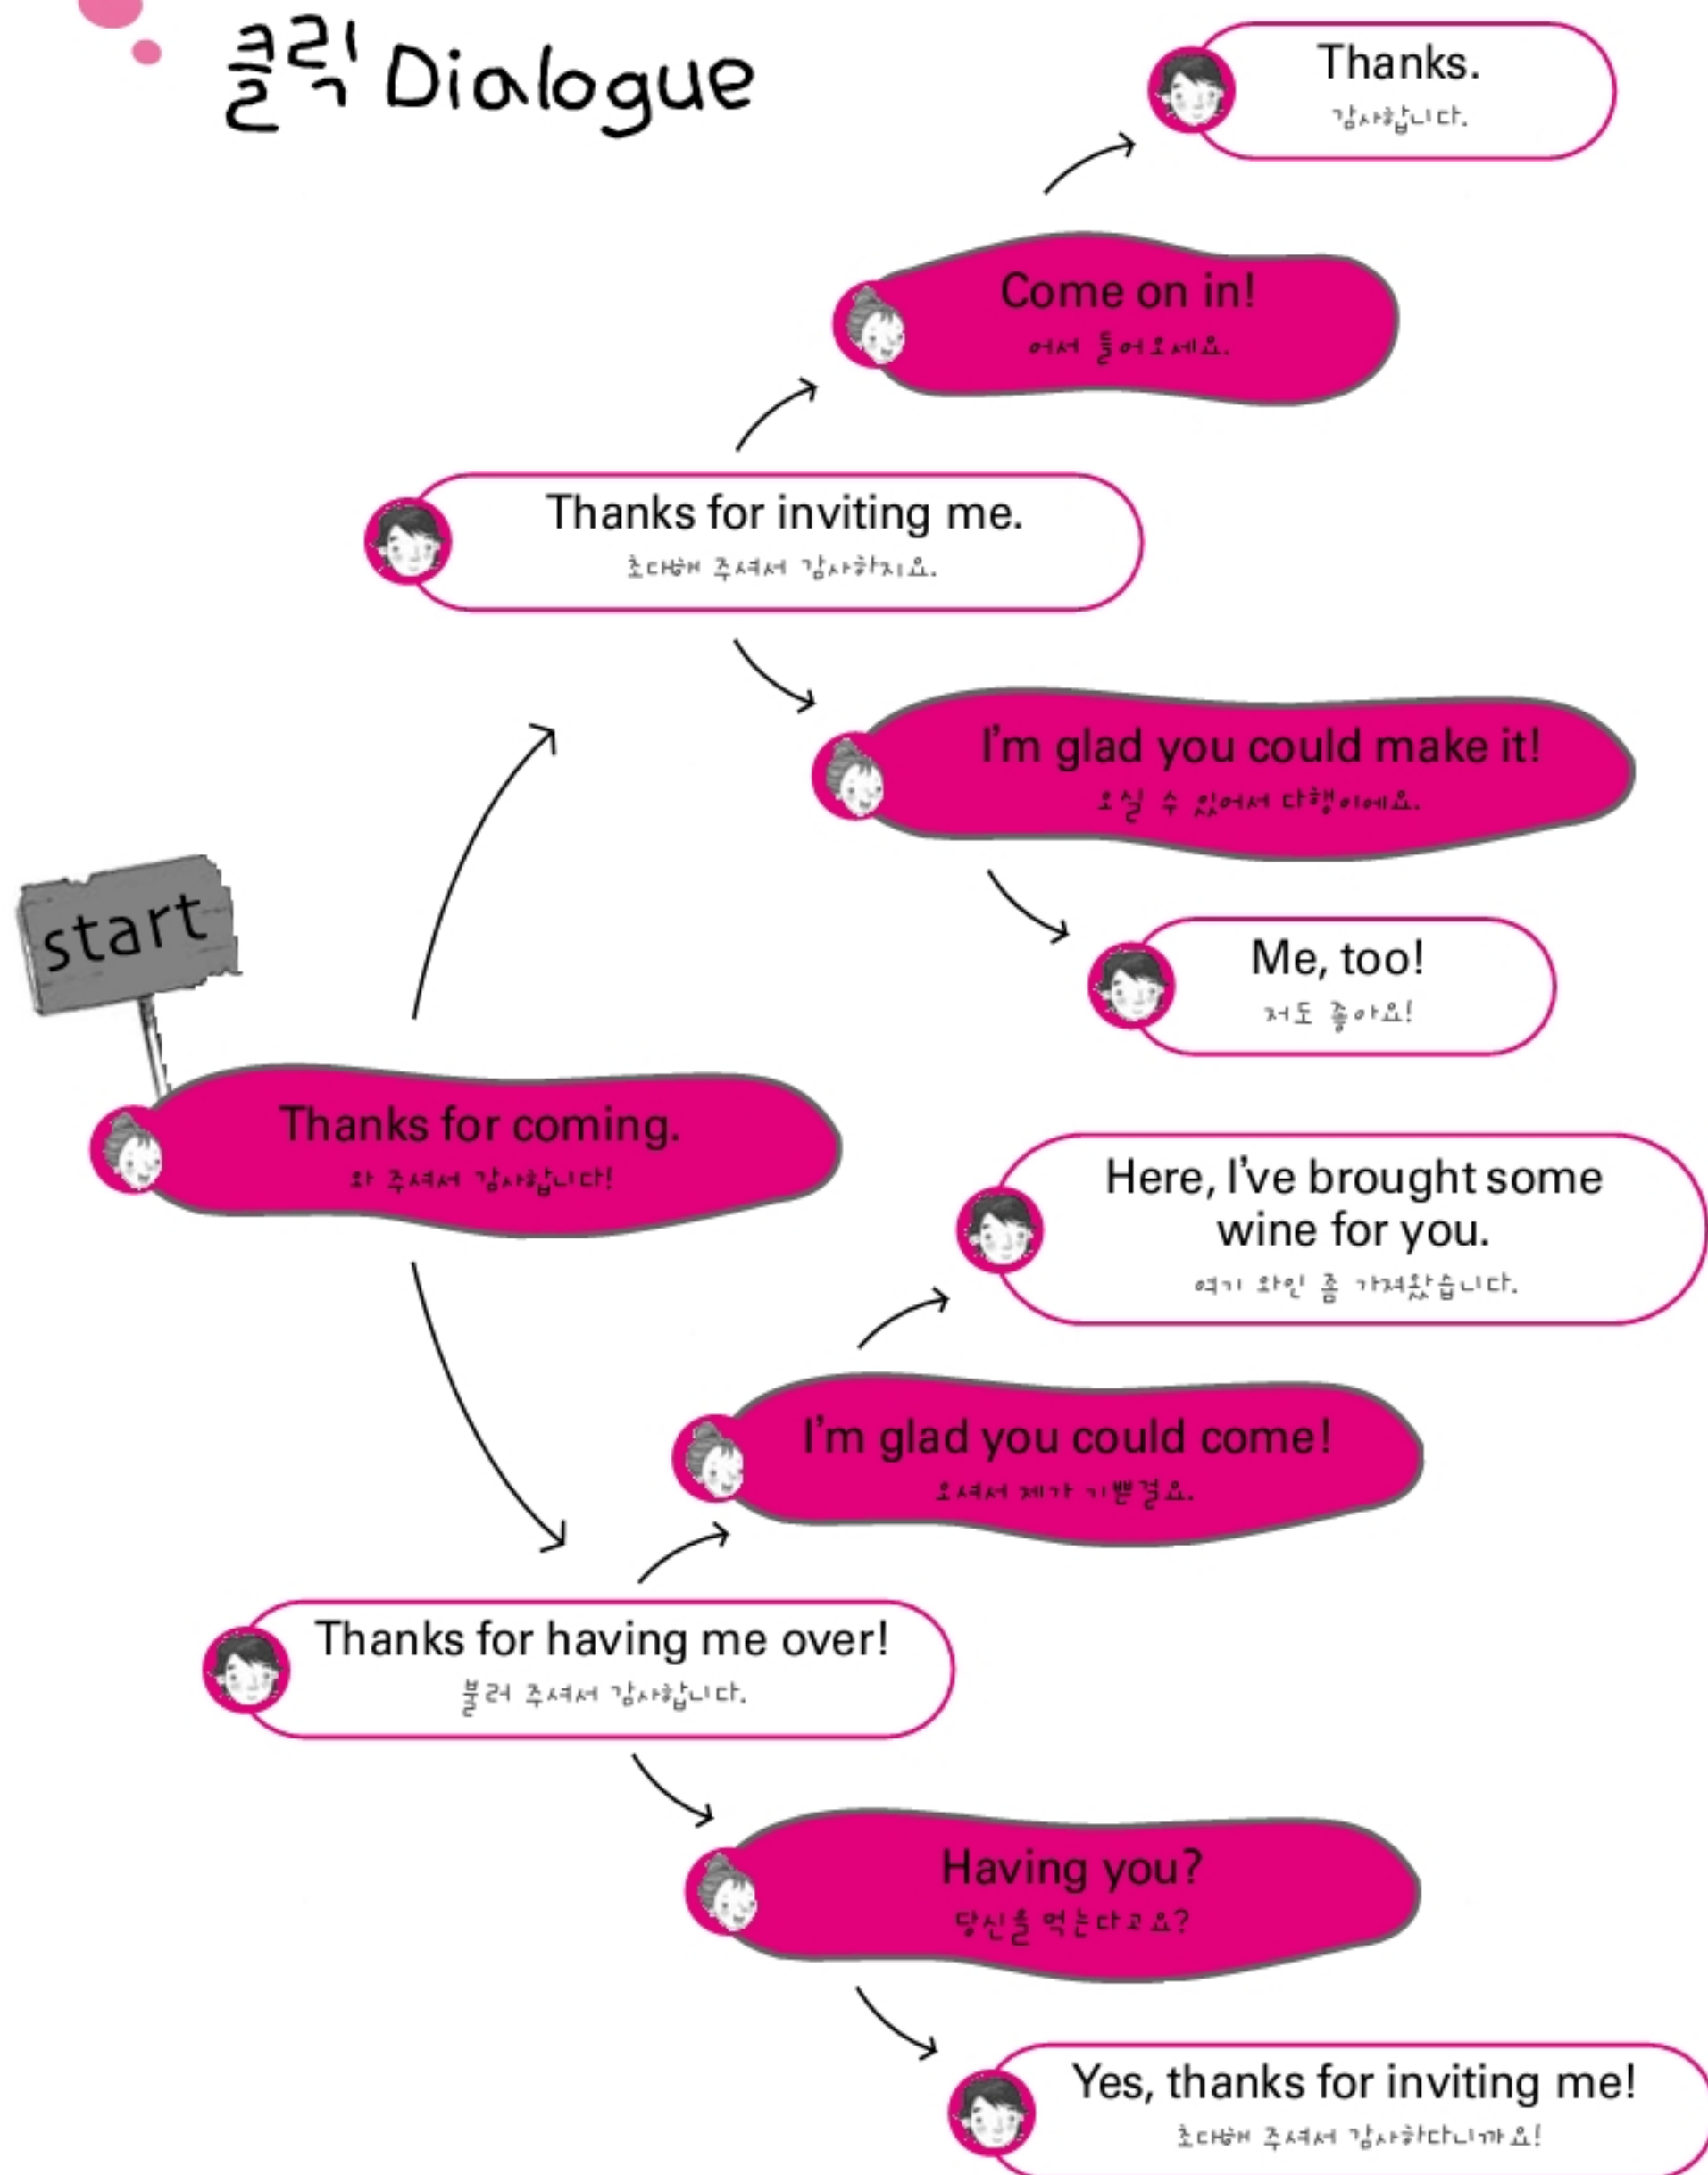 클릭 Dialogue
Thanks.
감사합니다.
Come on in!
어서 들어오세요.
Thanks for inviting me.
초대해 주셔서 감사하지요.
I'm glad you could make it!
오실 수 있어서 다행이에요.
Me, too!
저도 좋아요!
start
Thanks for coming.
와 주셔서 감사합니다!
Here, I've brought some
wine for you.
여기 와인 좀 가져왔습니다.
I'm glad you could come!
오셔서 제가 기쁜걸요.
Thanks for having me over!
불러 주셔서 감사합니다.
Having you?
당신을 먹는다고요?
Yes, thanks for inviting me!
초대해 주셔서 감사하다니까요!